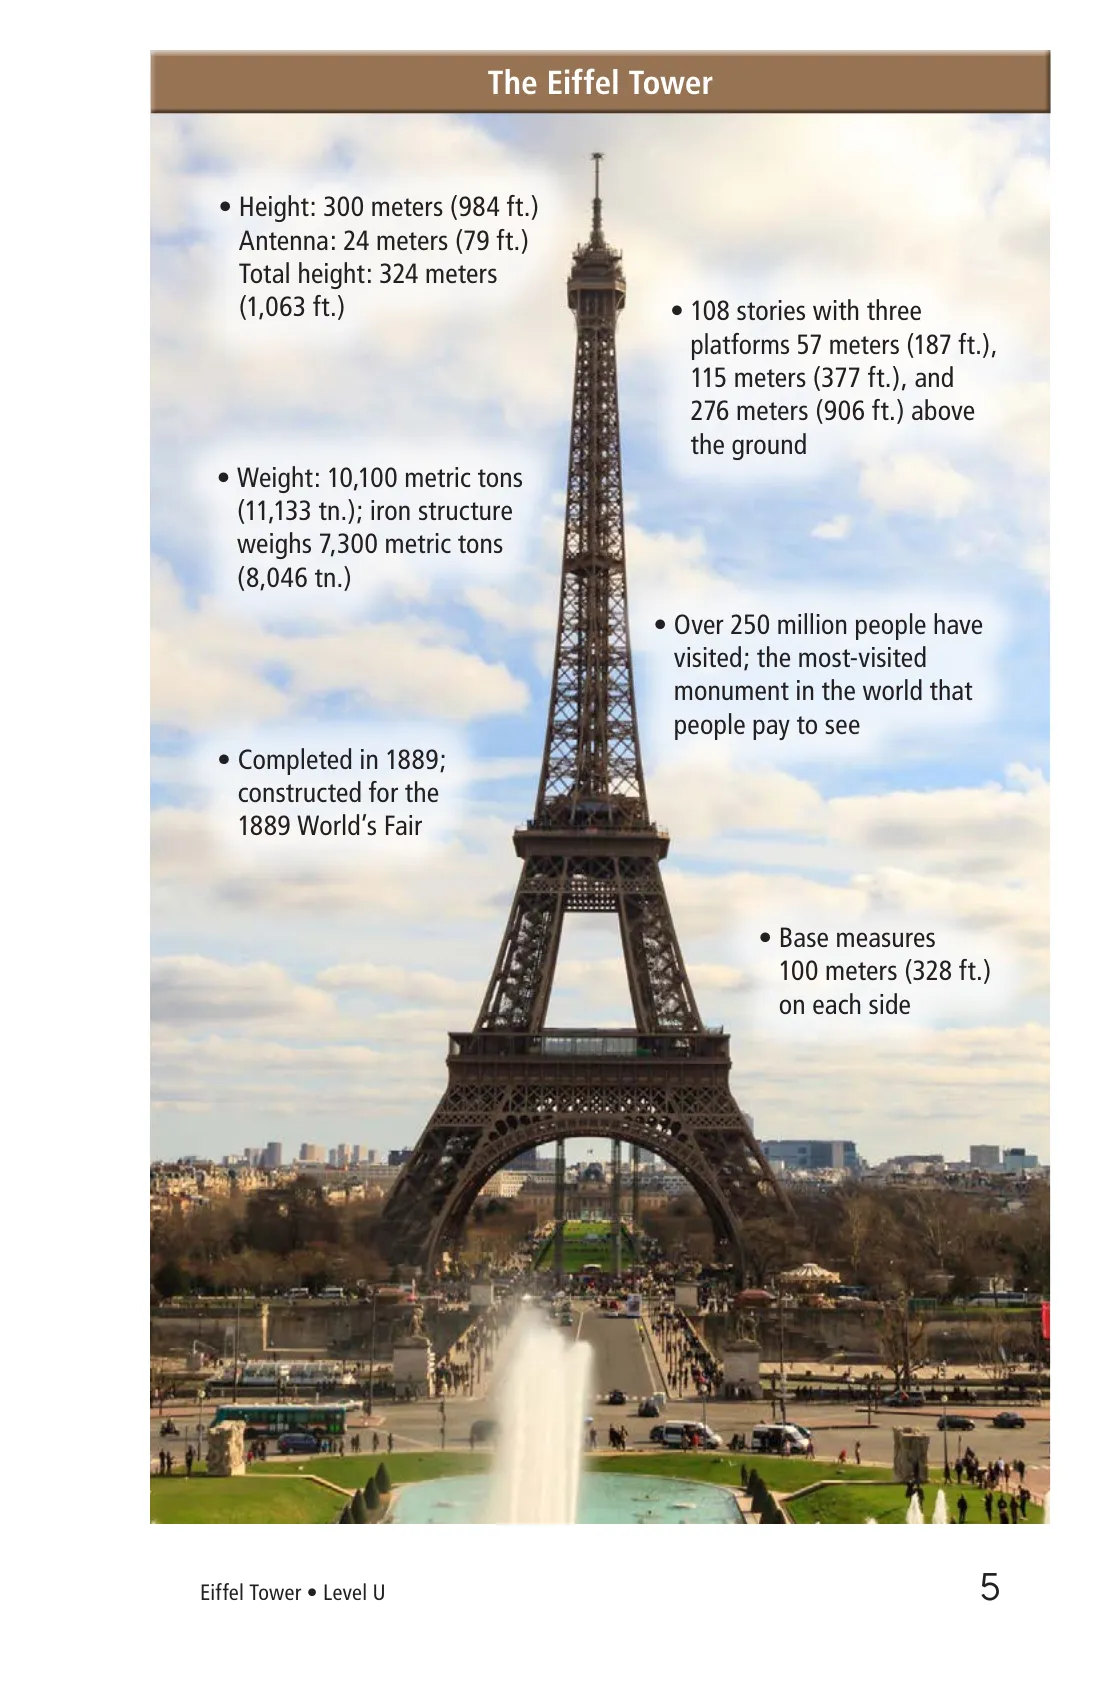 The Eiffel Tower
• Height: 300 meters (984 ft.)
Antenna: 24 meters (79 ft.)
Total height: 324 meters
(1,063 ft.)
• 108 stories with three
platforms 57 meters (187 ft.),
115 meters (377 ft.), and
276 meters (906 ft.) above
the ground
• Weight: 10,100 metric tons
(11,133 tn.); iron structure
weighs 7,300 metric tons
(8,046 tn.)
• Over 250 million people have
visited; the most-visited
monument in the world that
people pay to see
• Completed in 1889;
constructed for the
1889 World’s Fair
• Base measures
100 meters (328 ft.)
on each side
Eiffel Tower • Level U
5